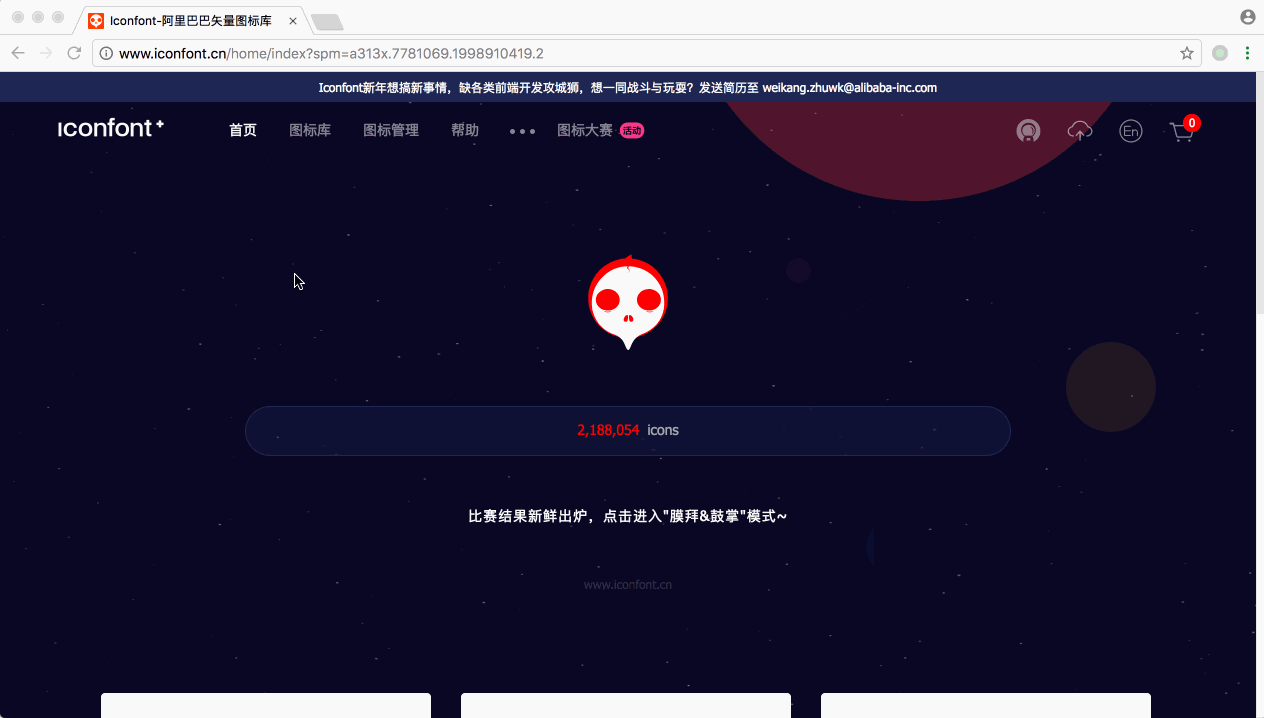 Iconfont-阿里巴巴矢量图标库
www.iconfont.cn/home/index?spm=a313x.7781069.1998910419.2
Iconfont新年想搞新事情，缺各类前端开发攻城狮，想一同战斗与玩耍？发送简历至 weikang.zhuwk@alibaba-inc.com
iconfont+ 首页 图标库 图标管理 帮助 ••• 图标大赛 活动 En 0
2,188,054 icons
比赛结果新鲜出炉，点击进入"膜拜&鼓掌"模式~
www.iconfont.cn